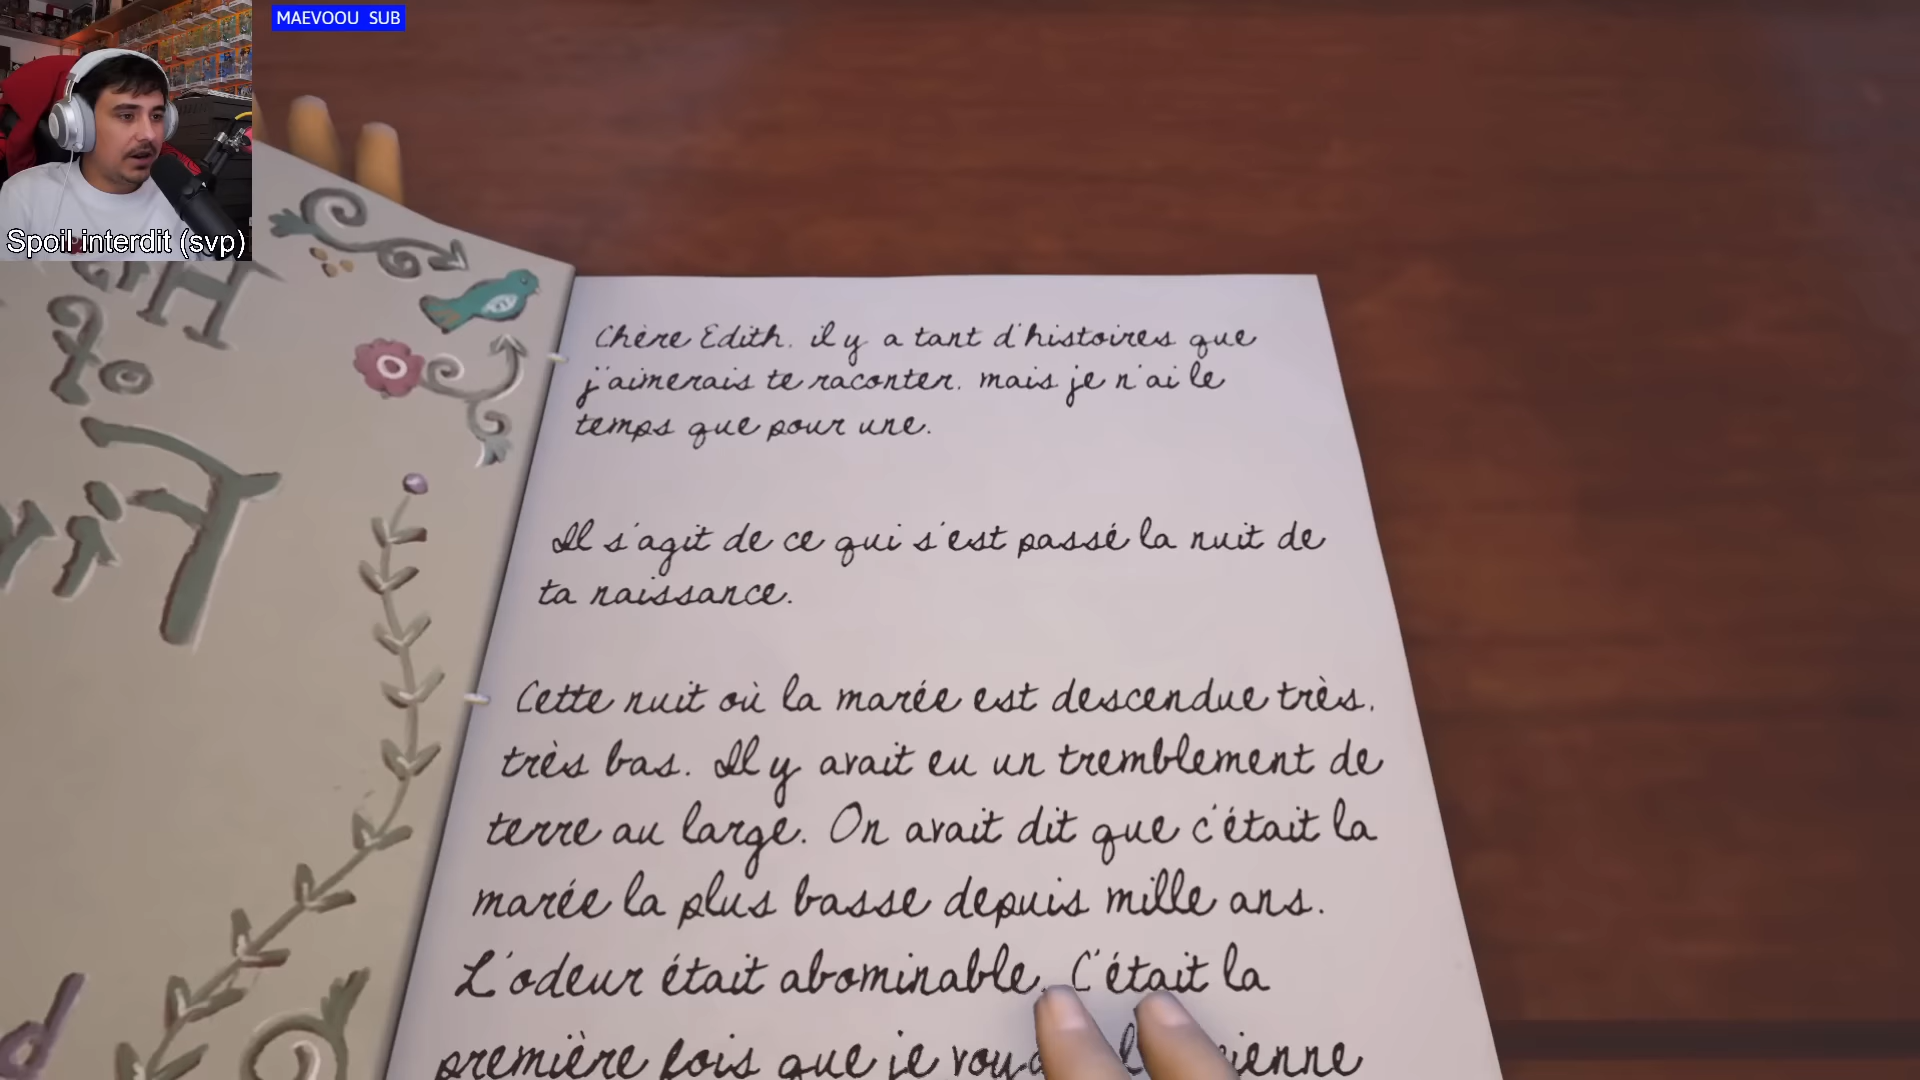 MAEVOOU SUB
Spoil interdit (svp)
Chère Edith, il y a tant d'histoires que
j'aimerais te raconter, mais je n'ai le
temps que pour une.
Il s'agit de ce qui s'est passé la nuit de
ta naissance.
Cette nuit où la marée est descendue très,
très bas. Il y avait eu un tremblement de
terre au large. On avait dit que c'était la
marée la plus basse depuis mille ans.
L'odeur était abominable. C'était la
première fois que je